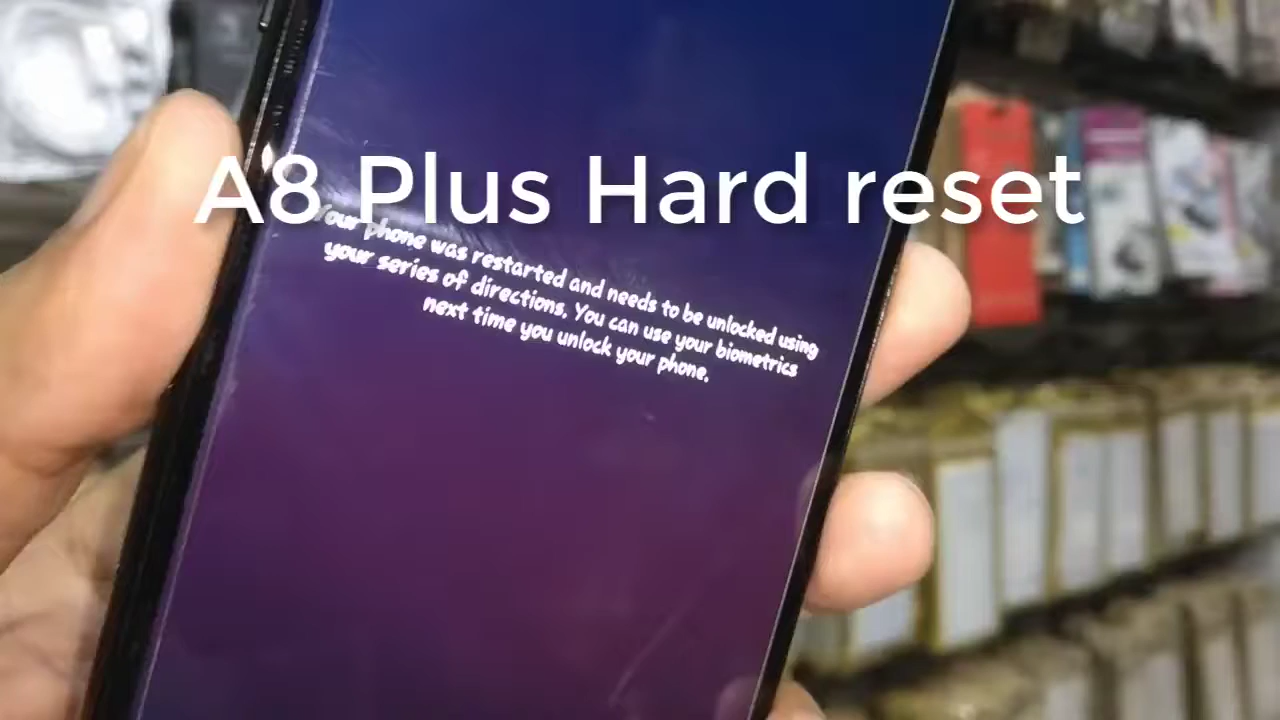 A8 Plus Hard reset
Your phone was restarted and needs to be unlocked using
your series of directions. You can use your biometrics
next time you unlock your phone.